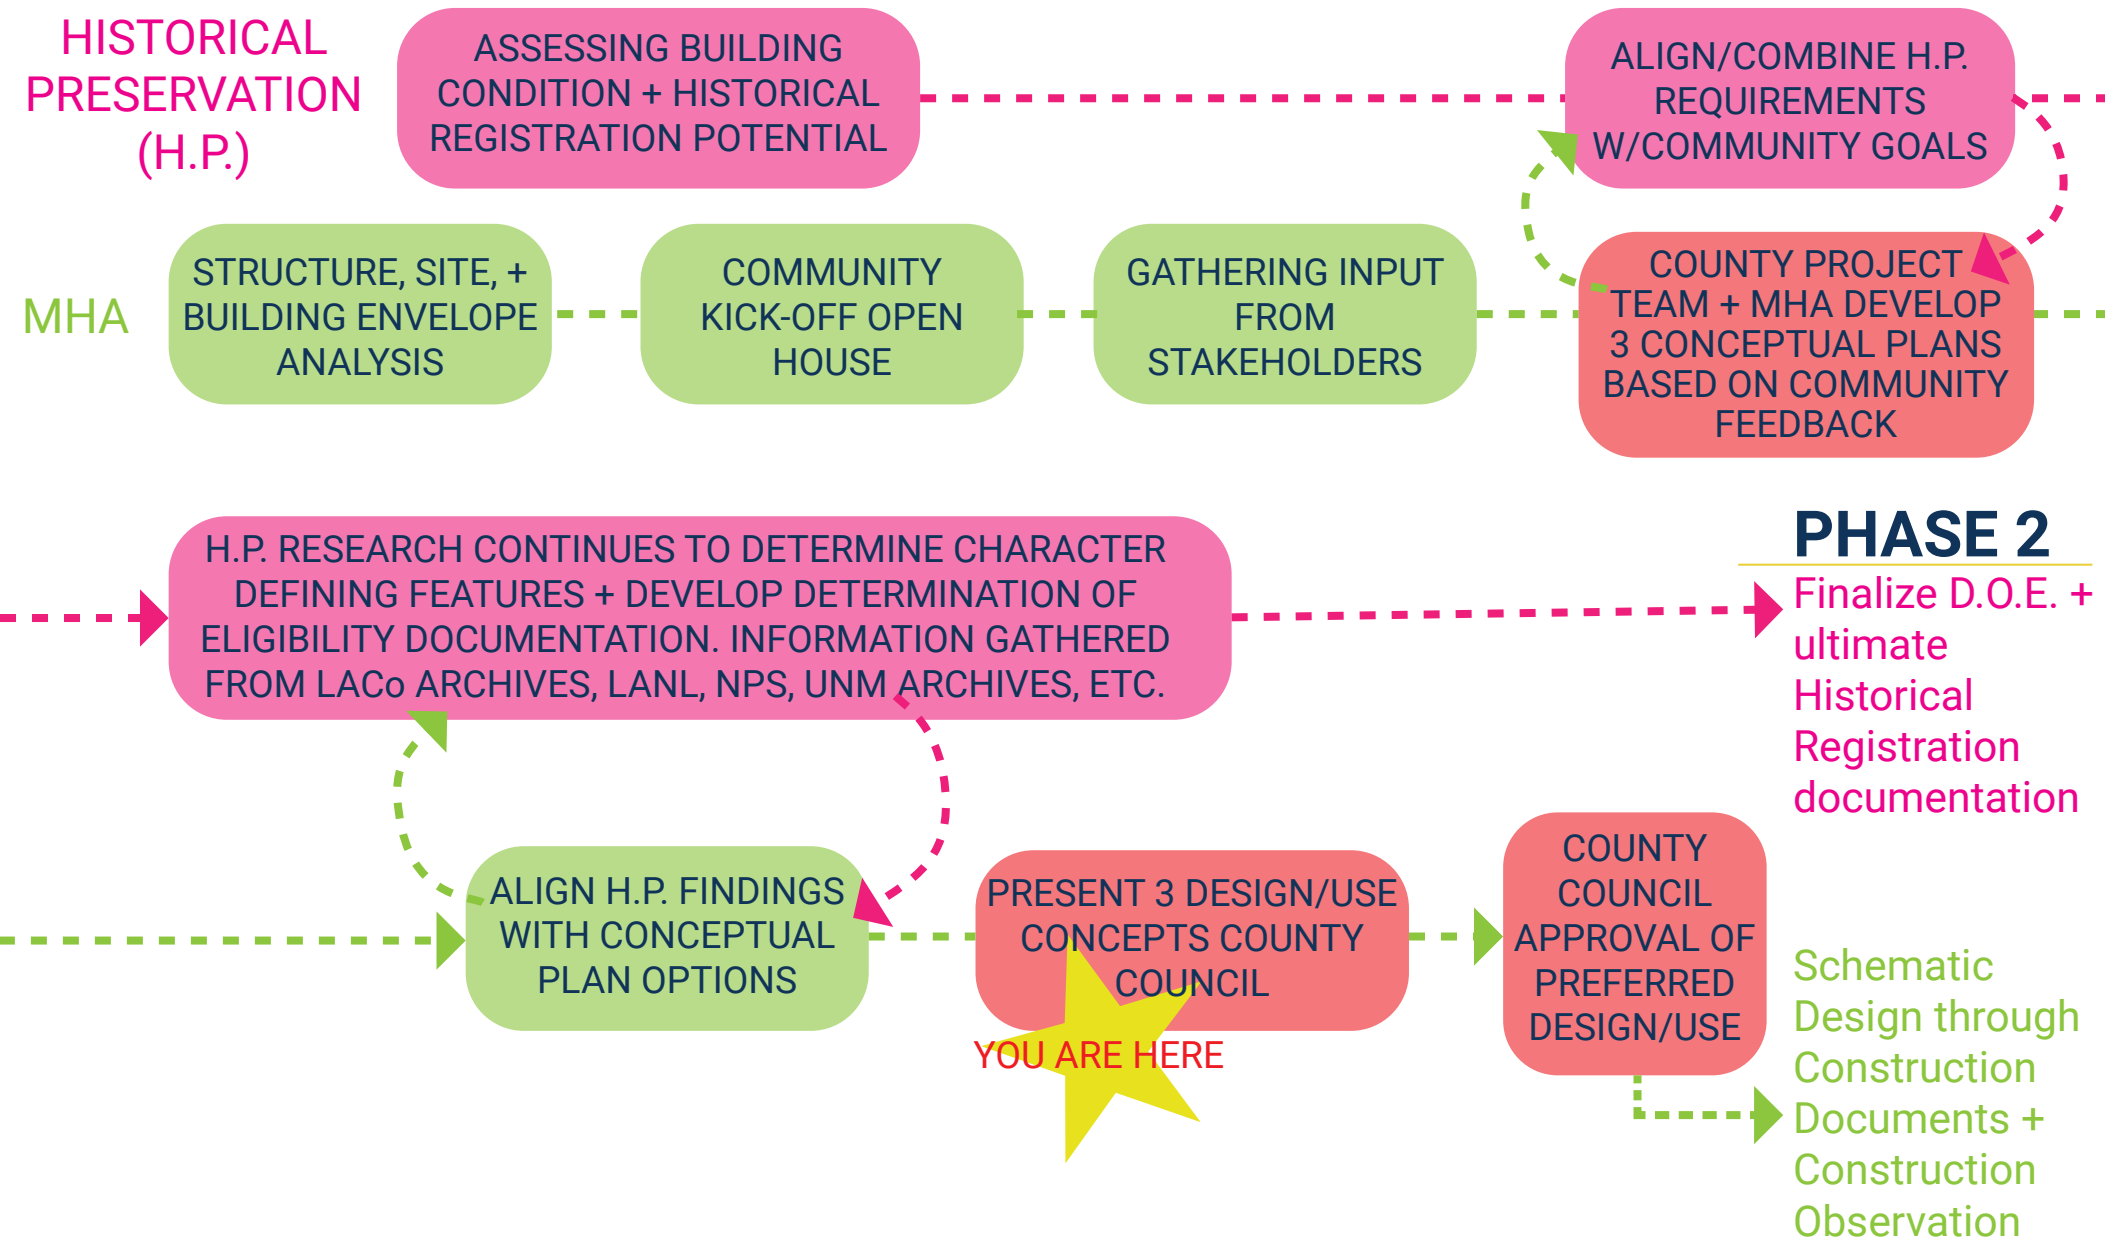 HISTORICAL
PRESERVATION
(H.P.)
ASSESSING BUILDING
CONDITION + HISTORICAL
REGISTRATION POTENTIAL
ALIGN/COMBINE H.P.
REQUIREMENTS
W/COMMUNITY GOALS
MHA
STRUCTURE, SITE, +
BUILDING ENVELOPE
ANALYSIS
COMMUNITY
KICK-OFF OPEN
HOUSE
GATHERING INPUT
FROM
STAKEHOLDERS
COUNTY PROJECT
TEAM + MHA DEVELOP
3 CONCEPTUAL PLANS
BASED ON COMMUNITY
FEEDBACK
H.P. RESEARCH CONTINUES TO DETERMINE CHARACTER
DEFINING FEATURES + DEVELOP DETERMINATION OF
ELIGIBILITY DOCUMENTATION. INFORMATION GATHERED
FROM LACo ARCHIVES, LANL, NPS, UNM ARCHIVES, ETC.
PHASE 2
Finalize D.O.E. +
ultimate
Historical
Registration
documentation
ALIGN H.P. FINDINGS
WITH CONCEPTUAL
PLAN OPTIONS
PRESENT 3 DESIGN/USE
CONCEPTS COUNTY
COUNCIL
YOU ARE HERE
COUNTY
COUNCIL
APPROVAL OF
PREFERRED
DESIGN/USE
Schematic
Design through
Construction
Documents +
Construction
Observation